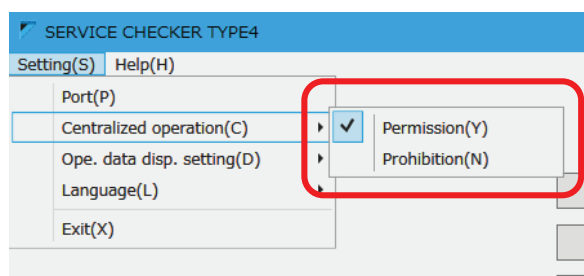 SERVICE CHECKER TYPE4
Setting(S) Help(H)
Port(P)
Centralized operation(C)
Permission(Y)
Ope. data disp. setting(D)
Prohibition(N)
Language(L)
Exit(X)